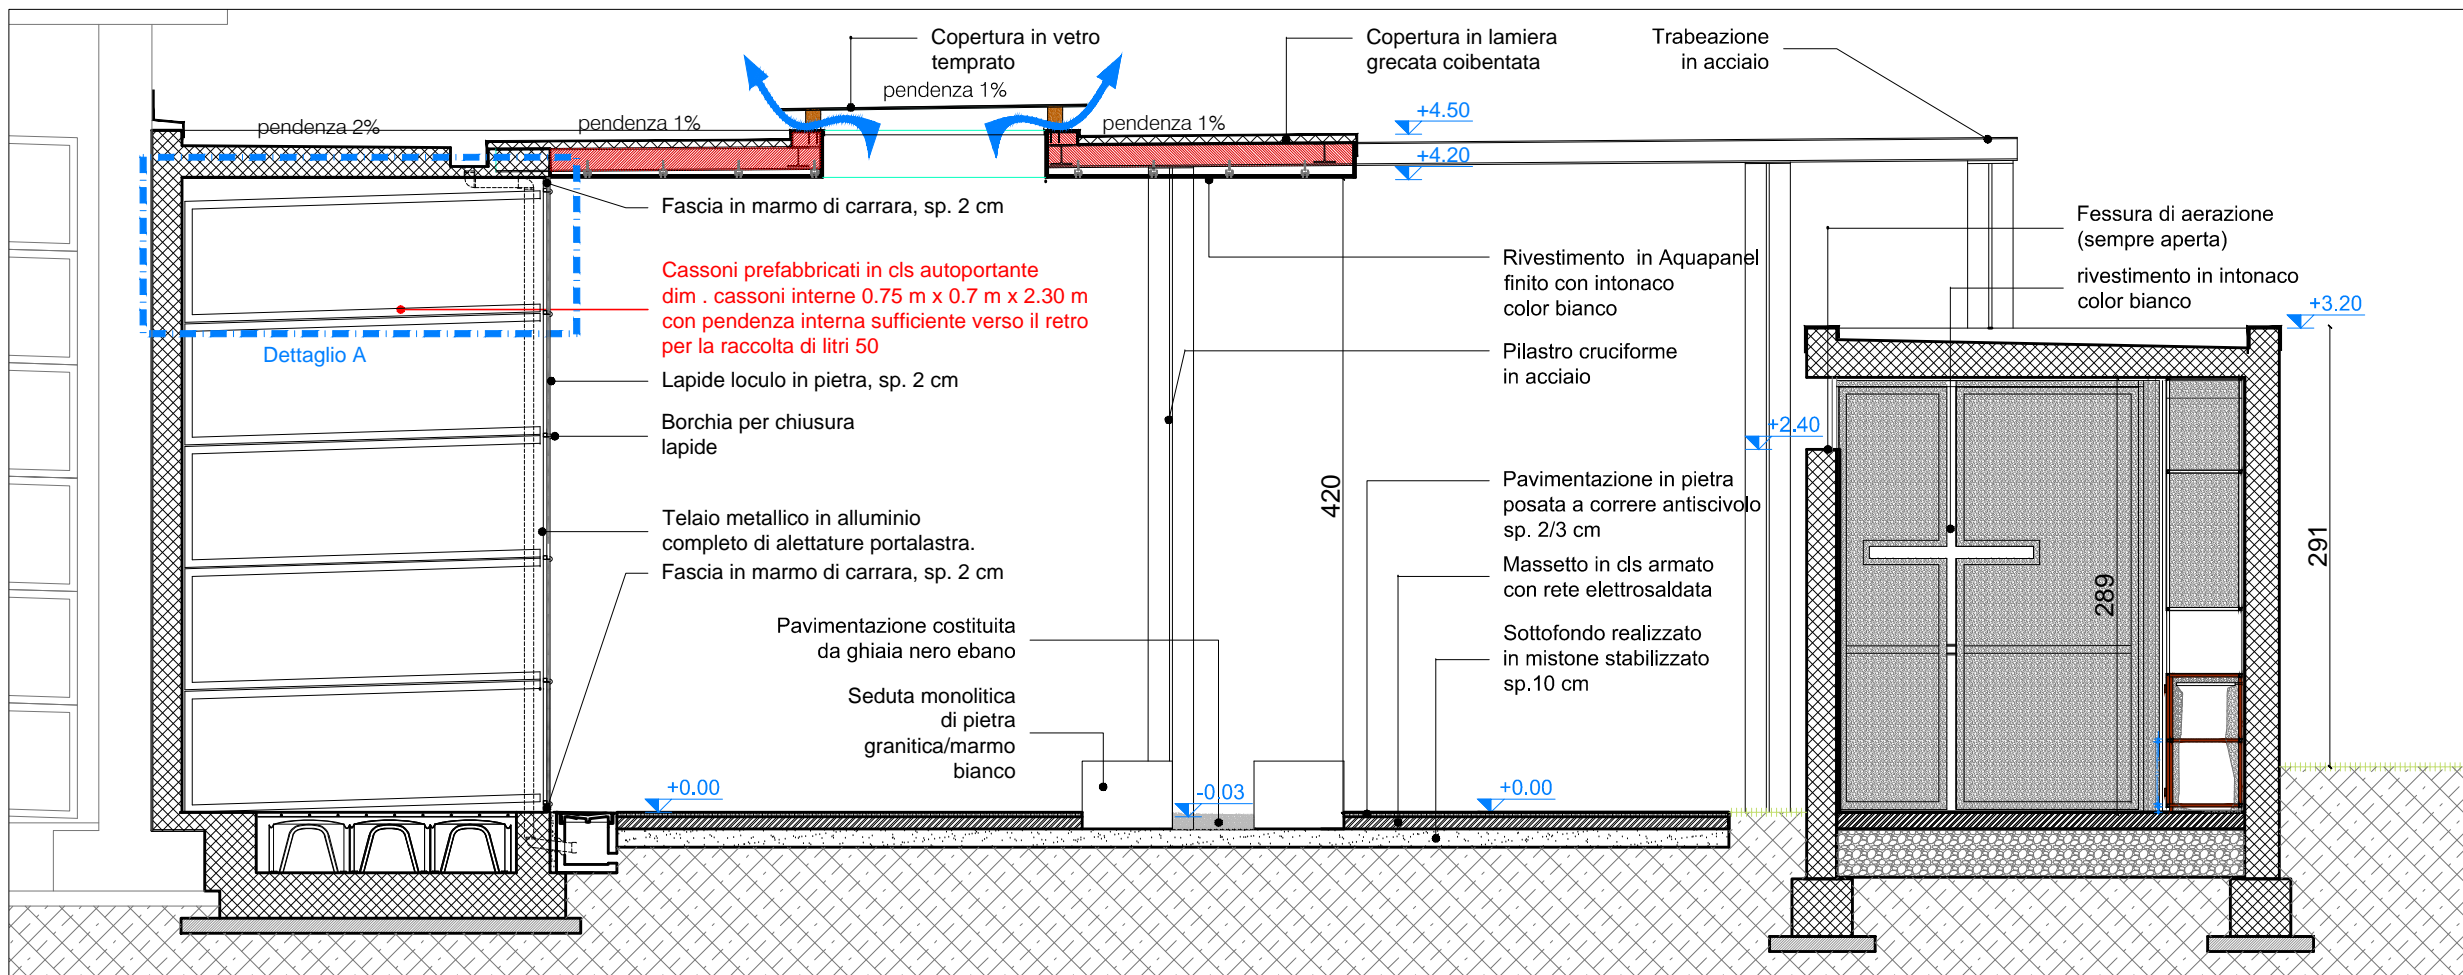 Copertura in vetro
temprato
Copertura in lamiera
grecata coibentata
Trabeazione
in acciaio
pendenza 1%
pendenza 2%
pendenza 1%
pendenza 1%
+4.50
+4.20
Fascia in marmo di carrara, sp. 2 cm
Cassoni prefabbricati in cls autoportante
dim . cassoni interne 0.75 m x 0.7 m x 2.30 m
con pendenza interna sufficiente verso il retro
per la raccolta di litri 50
Dettaglio A
Lapide loculo in pietra, sp. 2 cm
Borchia per chiusura
lapide
Telaio metallico in alluminio
completo di alettature portalastra.
Fascia in marmo di carrara, sp. 2 cm
Pavimentazione costituita
da ghiaia nero ebano
Seduta monolitica
di pietra
granitica/marmo
bianco
Rivestimento in Aquapanel
finito con intonaco
color bianco
Pilastro cruciforme
in acciaio
420
Pavimentazione in pietra
posata a correre antiscivolo
sp. 2/3 cm
Massetto in cls armato
con rete elettrosaldata
Sottofondo realizzato
in mistone stabilizzato
sp.10 cm
Fessura di aerazione
(sempre aperta)
rivestimento in intonaco
color bianco
+3.20
+2.40
289
291
+0.00
-0.03
+0.00